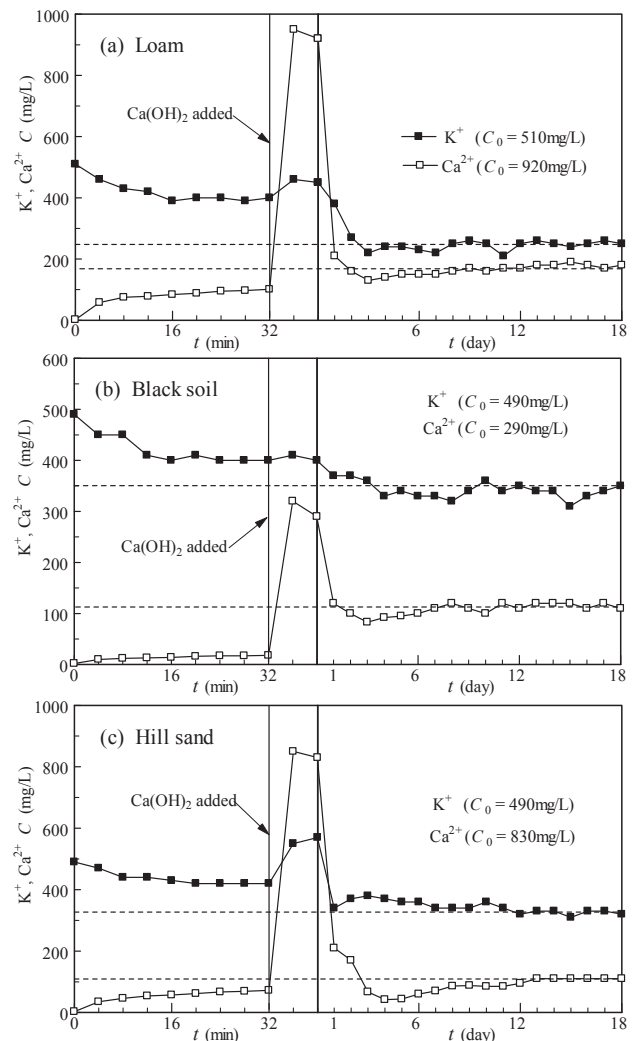 1000
(a) Loam
800
Ca(OH)2 added
600
K+ (C0 = 510mg/L)
Ca2+ (C0 = 920mg/L)
400
200
0
K+, Ca2+ C (mg/L)
0 16 32 6 12 18
t (min) t (day)
600
(b) Black soil
500
K+ (C0 = 490mg/L)
Ca2+ (C0 = 290mg/L)
400
300
Ca(OH)2 added
200
100
0
K+, Ca2+ C (mg/L)
0 16 32 1 6 12 18
t (min) t (day)
1000
(c) Hill sand
800
Ca(OH)2 added
K+ (C0 = 490mg/L)
600
Ca2+ (C0 = 830mg/L)
400
200
0
K+, Ca2+ C (mg/L)
0 16 32 1 6 12 18
t (min) t (day)